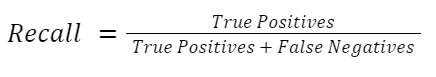 Recall = True Positives / True Positives + False Negatives